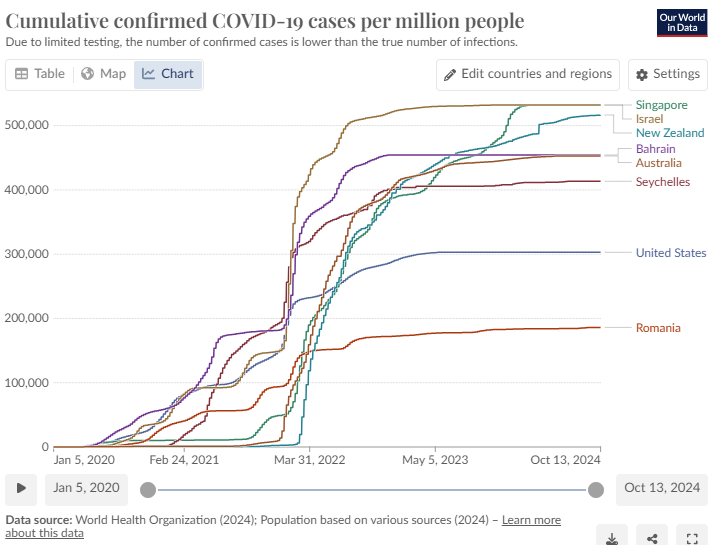 Cumulative confirmed COVID-19 cases per million people
Due to limited testing, the number of confirmed cases is lower than the true number of infections.
Our World
in Data
Table
Map
Chart
Edit countries and regions
Settings
500,000
400,000
300,000
200,000
100,000
0
Singapore
Israel
New Zealand
Bahrain
Australia
Seychelles
United States
Romania
Jan 5, 2020
Feb 24, 2021
Mar 31, 2022
May 5, 2023
Oct 13, 2024
Jan 5, 2020
Oct 13, 2024
Data source: World Health Organization (2024); Population based on various sources (2024) – Learn more
about this data